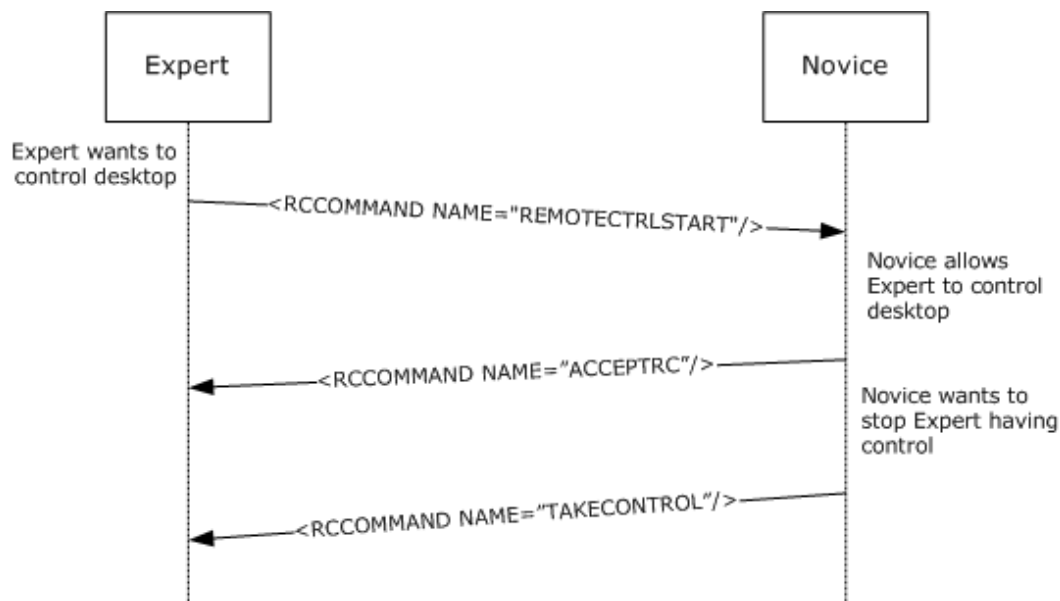 Expert
Novice
Expert wants to
control desktop
<RCCOMMAND NAME="REMOTECTRLSTART"/>
Novice allows
Expert to control
desktop
<RCCOMMAND NAME=”ACCEPTRC”/>
Novice wants to
stop Expert having
control
<RCCOMMAND NAME=”TAKECONTROL”/>